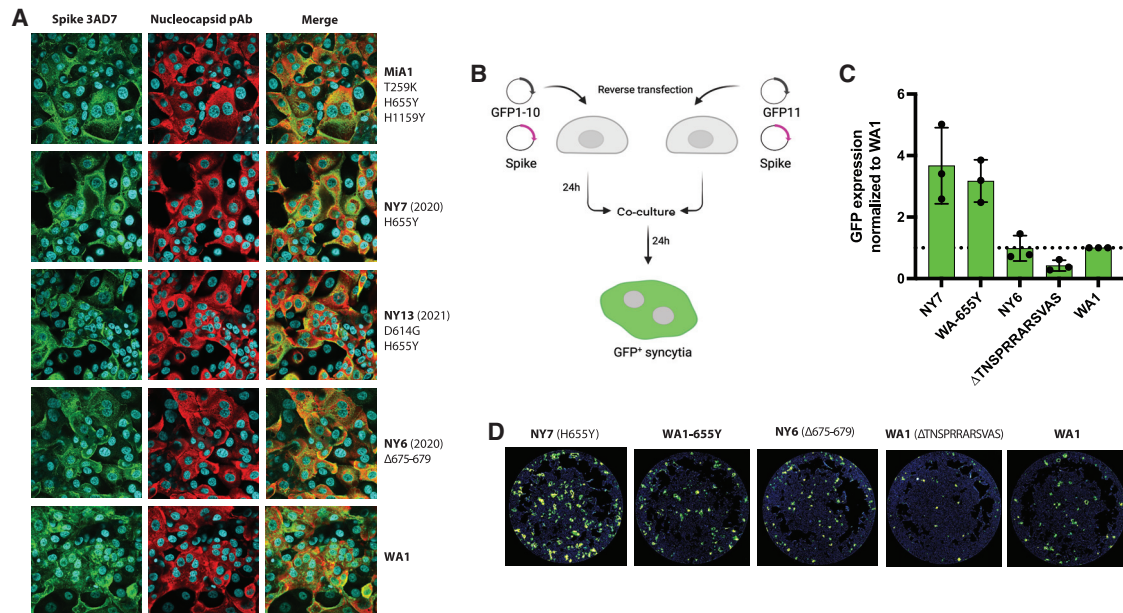 A
Spike 3AD7
Nucleocapsid pAb
Merge
MiA1
T259K
H655Y
H1159Y
NY7 (2020)
H655Y
NY13 (2021)
D614G
H655Y
NY6 (2020)
Δ675-679
WA1
B
Reverse transfection
GFP1-10
GFP11
Spike
Spike
24h
Co-culture
24h
GFP⁺ syncytia
C
GFP expression
normalized to WA1
6
4
2
0
NY7
WA-655Y
NY6
ΔTNSPRRARSVAS
WA1
D
NY7 (H655Y)
WA1-655Y
NY6 (Δ675-679)
WA1 (ΔTNSPRRARSVAS)
WA1